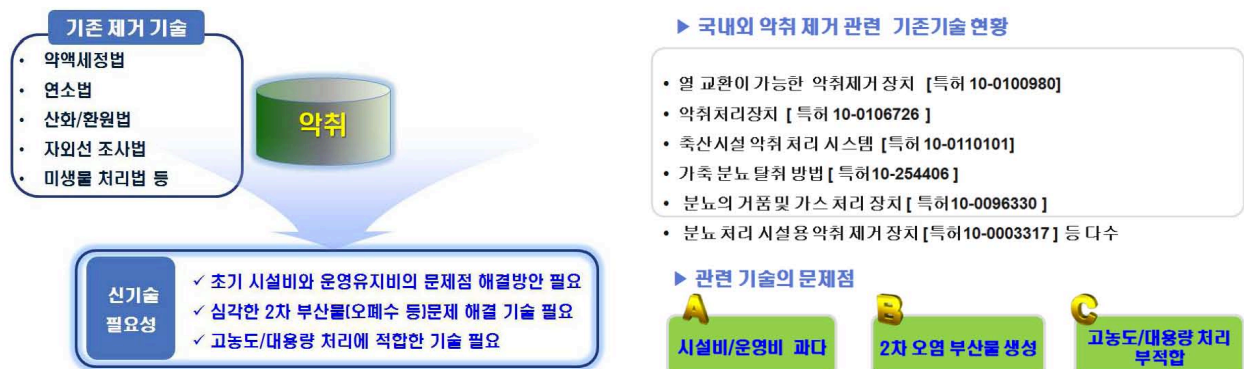 기존 제거 기술
• 약액세정법
• 연소법
• 산화/환원법
• 자외선 조사법
• 미생물 처리법 등
악취
신기술
필요성
✓ 초기 시설비와 운영유지비의 문제점 해결방안 필요
✓ 심각한 2차 부산물(오폐수 등)문제 해결 기술 필요
✓ 고농도/대용량 처리에 적합한 기술 필요
▶ 국내외 악취 제거 관련 기존기술 현황
• 열 교환이 가능한 악취제거 장치 [특허 10-0100980]
• 악취처리장치 [ 특허 10-0106726 ]
• 축산시설 악취 처리 시스템 [특허 10-0110101]
• 가축 분뇨 탈취 방법 [ 특허10-254406 ]
• 분뇨의 거품및 가스 처리 장치 [ 특허10-0096330 ]
• 분뇨 처리 시설용 악취 제거 장치 [특허10-0003317] 등 다수
▶ 관련 기술의 문제점
A
시설비/운영비 과다
B
2차 오염 부산물 생성
C
고농도/대용량 처리
부적합